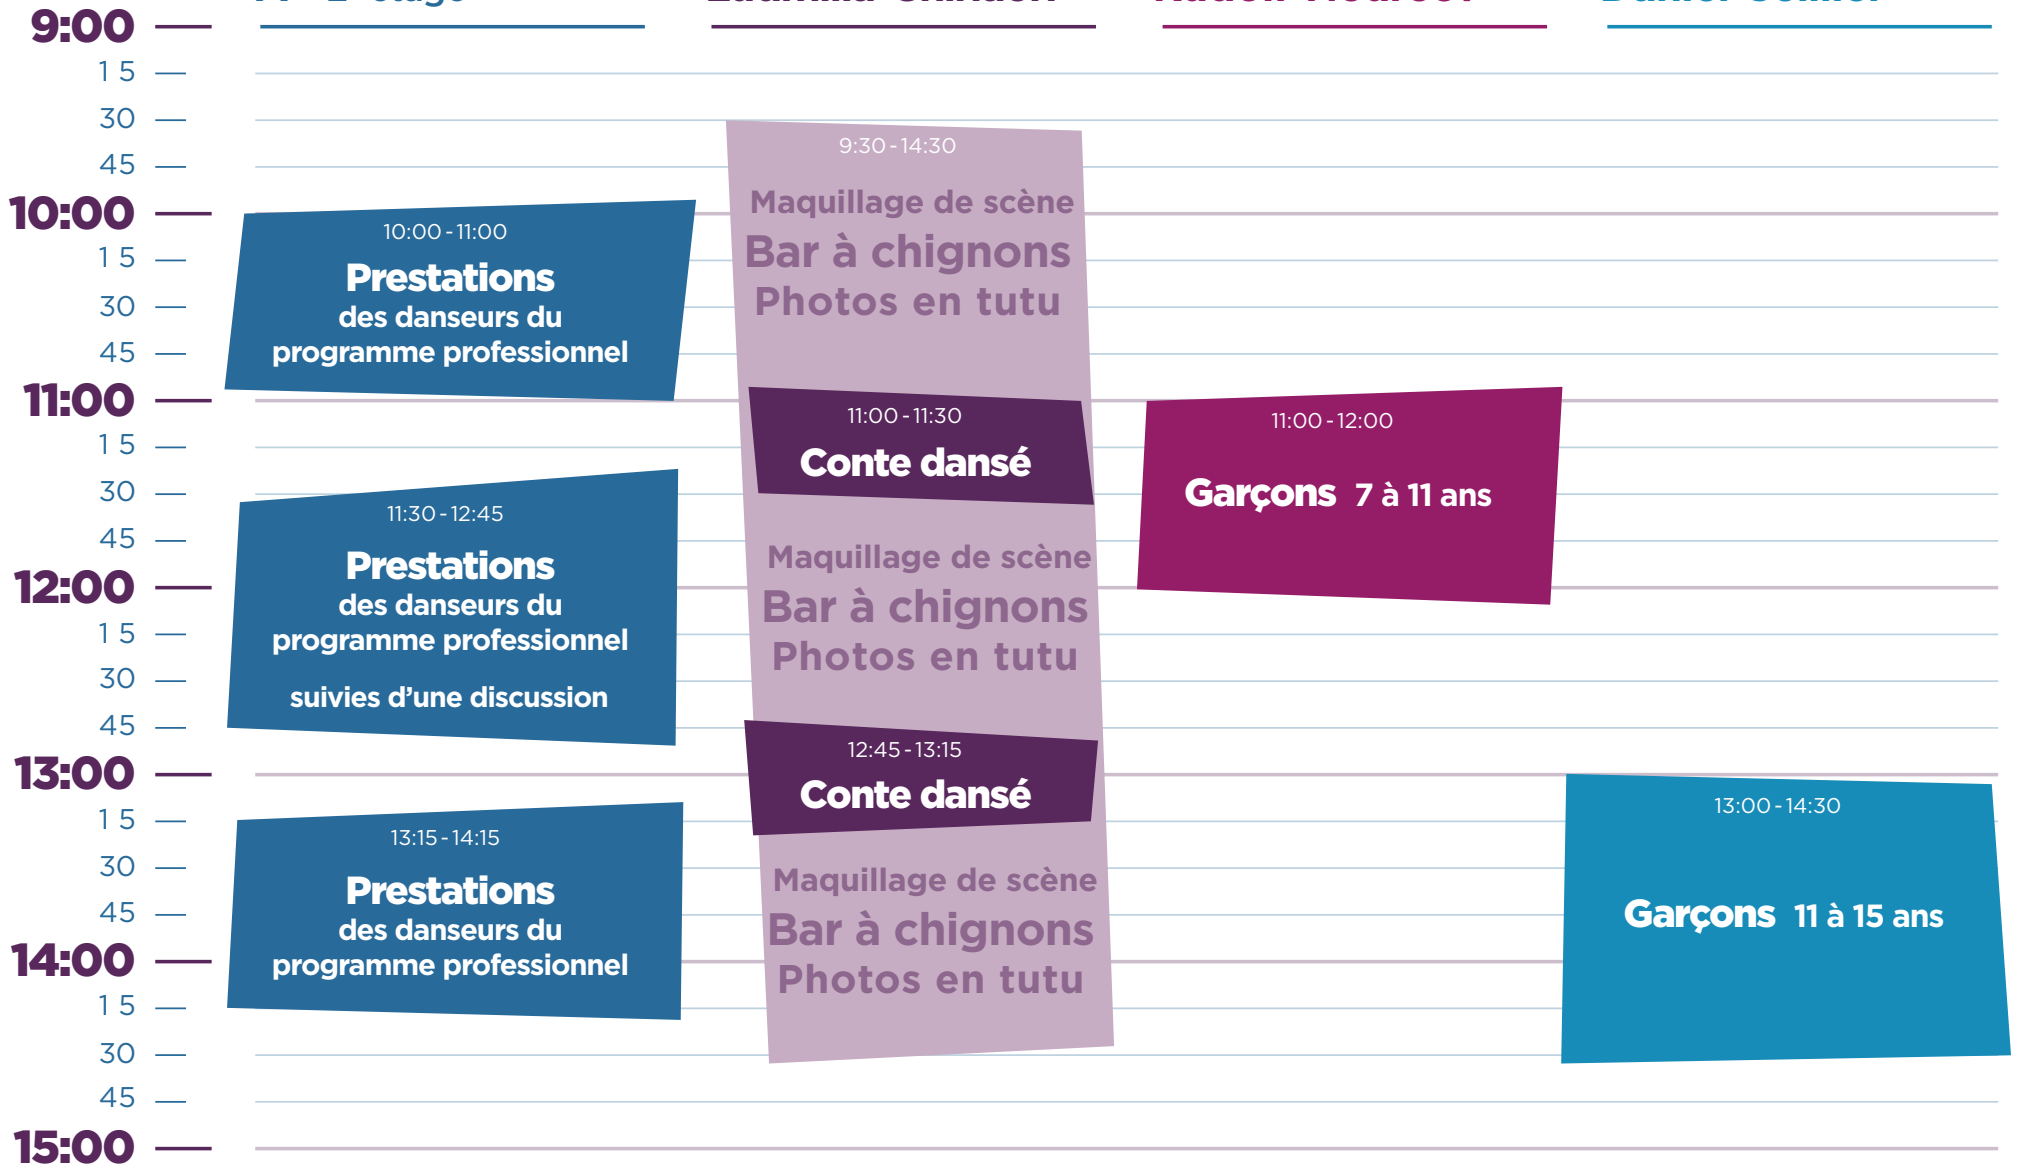 9:00
15
30
45
10:00
15
30
45
11:00
15
30
45
12:00
15
30
45
13:00
15
30
45
14:00
15
30
45
15:00
10:00-11:00
Prestations
des danseurs du
programme professionnel
11:30-12:45
Prestations
des danseurs du
programme professionnel
suivies d’une discussion
13:15-14:15
Prestations
des danseurs du
programme professionnel
9:30-14:30
Maquillage de scène
Bar à chignons
Photos en tutu
11:00-11:30
Conte dansé
Maquillage de scène
Bar à chignons
Photos en tutu
12:45-13:15
Conte dansé
Maquillage de scène
Bar à chignons
Photos en tutu
11:00-12:00
Garçons 7 à 11 ans
13:00-14:30
Garçons 11 à 15 ans